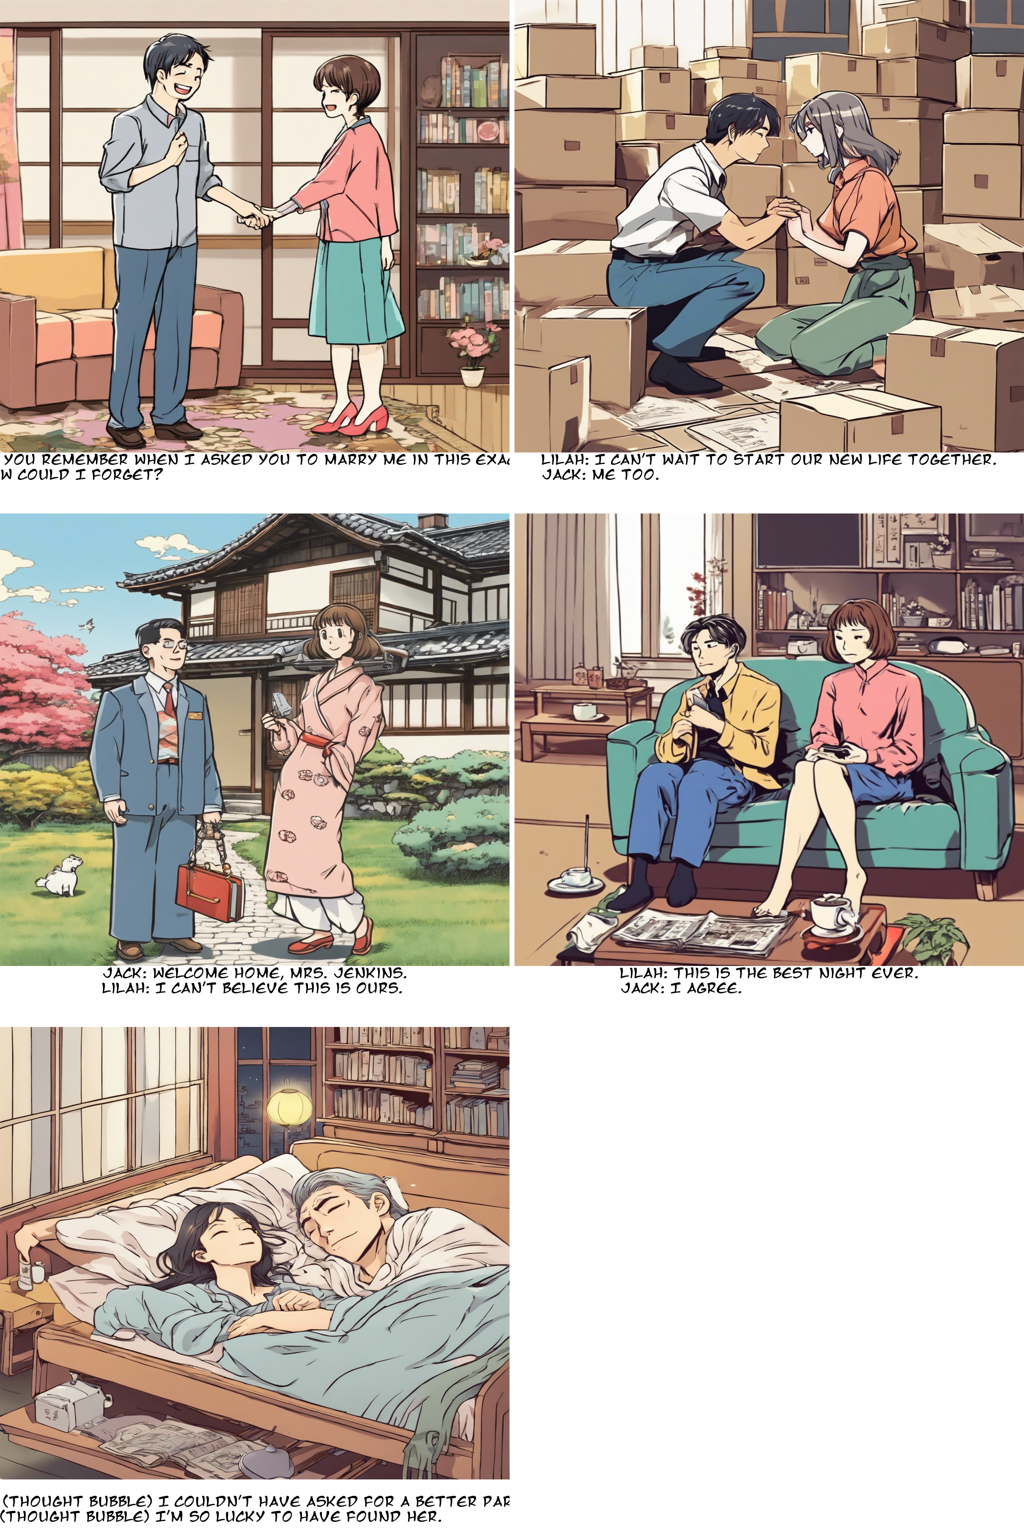 YOU REMEMBER WHEN I ASKED YOU TO MARRY ME IN THIS
W COULD I FORGET?
LILAH: I CAN'T WAIT TO START OUR NEW LIFE TOGETHER.
JACK: ME TOO.
JACK: WELCOME HOME, MRS. JENKINS.
LILAH: I CAN'T BELIEVE THIS IS OURS.
LILAH: THIS IS THE BEST NIGHT EVER.
JACK: I AGREE.
(THOUGHT BUBBLE) I COULDN'T HAVE ASKED FOR A BETTER
(THOUGHT BUBBLE) I'M SO LUCKY TO HAVE FOUND HER.